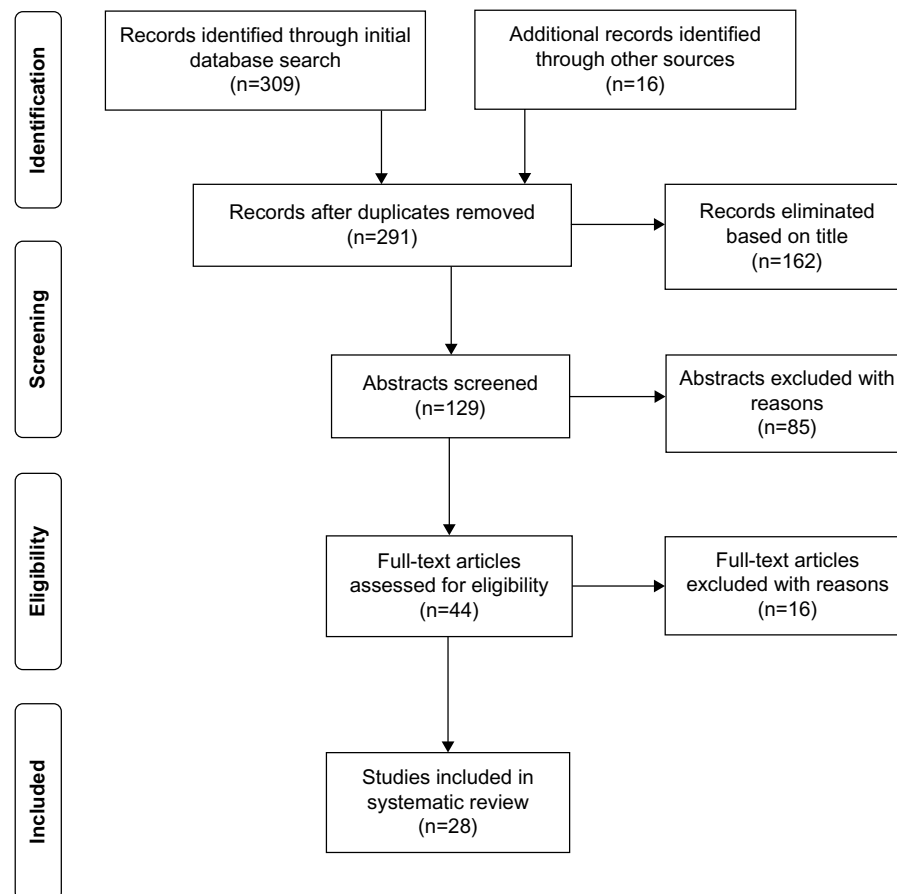 Identification
Records identified through initial
database search
(n=309)
Additional records identified
through other sources
(n=16)
Records after duplicates removed
(n=291)
Records eliminated
based on title
(n=162)
Screening
Abstracts screened
(n=129)
Abstracts excluded with
reasons
(n=85)
Eligibility
Full-text articles
assessed for eligibility
(n=44)
Full-text articles
excluded with reasons
(n=16)
Included
Studies included in
systematic review
(n=28)